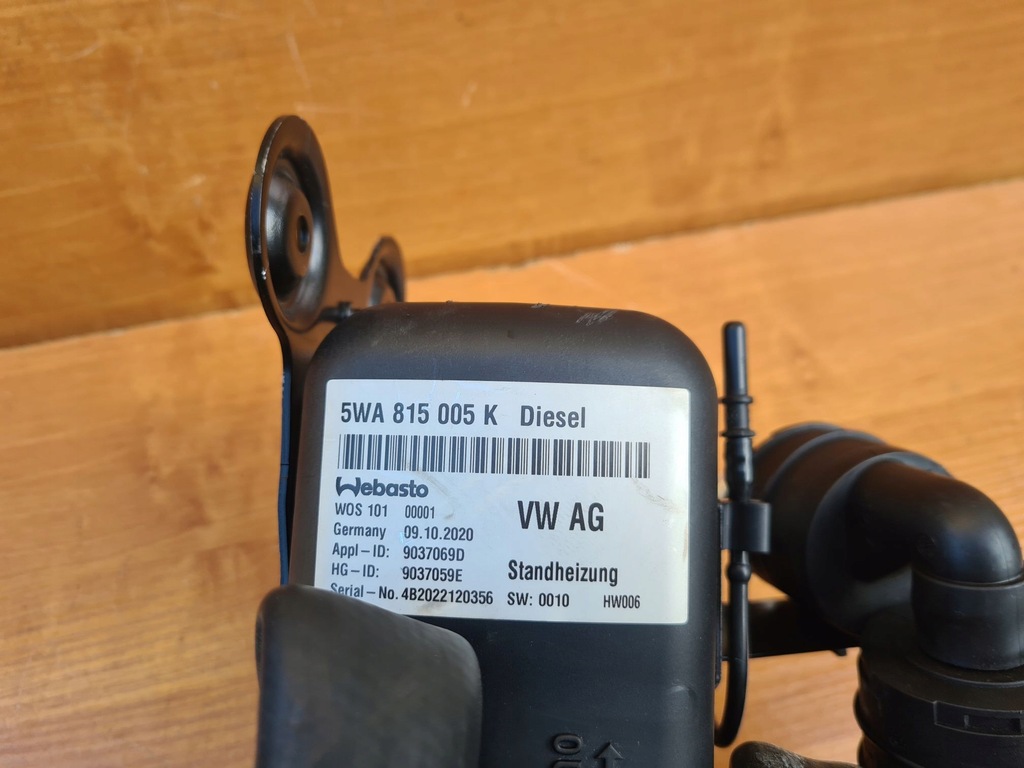 5WA 815 005 K Diesel
Webasto
WOS 101 00001
VW AG
Germany 09.10.2020
Appl-ID: 9037069D
HG-ID: 9037059E
Standheizung
Serial-No. 4B2022120356 SW: 0010 HW006